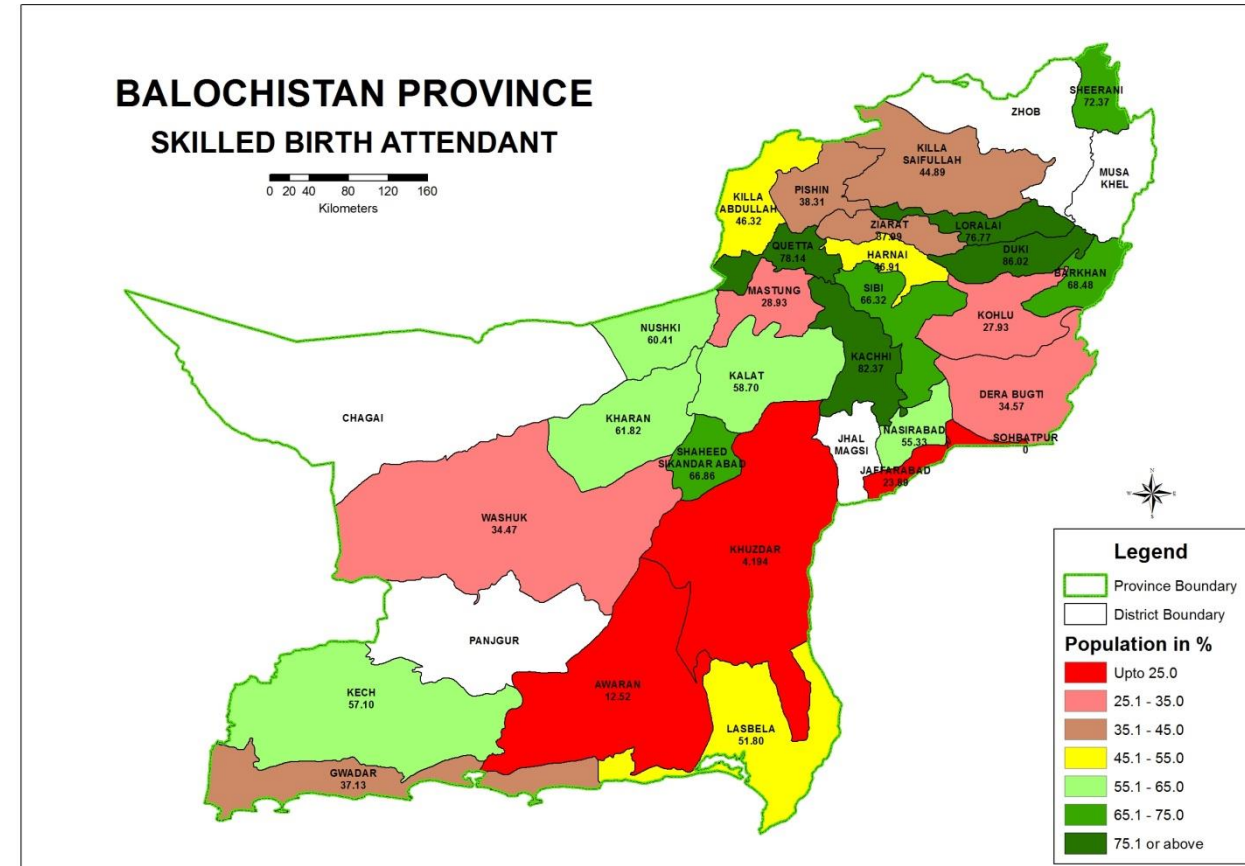 BALOCHISTAN PROVINCE
SKILLED BIRTH ATTENDANT
0 20 40 80 120 160
Kilometers
SHEERANI
72.37
ZHOB
KILLA
SAIFULLAH
44.89
MUSA
KHEL
PISHIN
38.31
KILLA
ABDULLAH
46.32
ZIARAT
37.99
LORALAI
76.77
QUETTA
78.14
HARNAI
46.91
DUKI
86.02
BARKHAN
68.48
SIBI
66.32
MASTUNG
28.93
KOHLU
27.93
NUSHKI
60.41
KACHHI
82.37
KALAT
58.70
DERA BUGTI
34.57
CHAGAI
KHARAN
61.82
NASIRABAD
55.33
JHAL
MAGSI
SOHBATPUR
0
SHAHEED
SIKANDAR ABAD
66.86
JAFFARABAD
23.89
WASHUK
34.47
KHUZDAR
4.194
PANJGUR
AWARAN
12.52
KECH
57.10
LASBELA
51.80
GWADAR
37.13
N
W E
S
Legend
Province Boundary
District Boundary
Population in %
Upto 25.0
25.1 - 35.0
35.1 - 45.0
45.1 - 55.0
55.1 - 65.0
65.1 - 75.0
75.1 or above